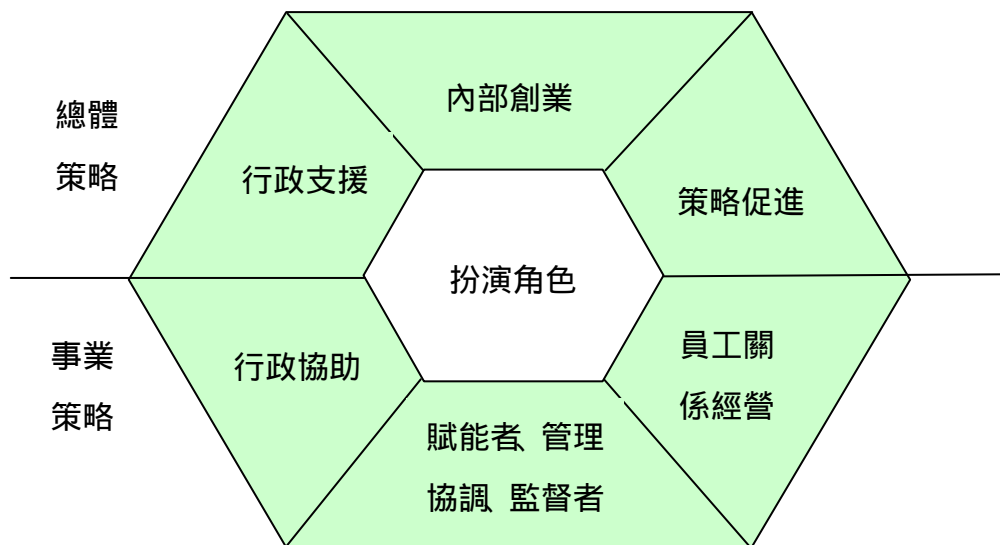 內部創業
總體
策略
行政支援
策略促進
扮演角色
事業
策略
行政協助
員工關
係經營
賦能者、管理
協調、監督者